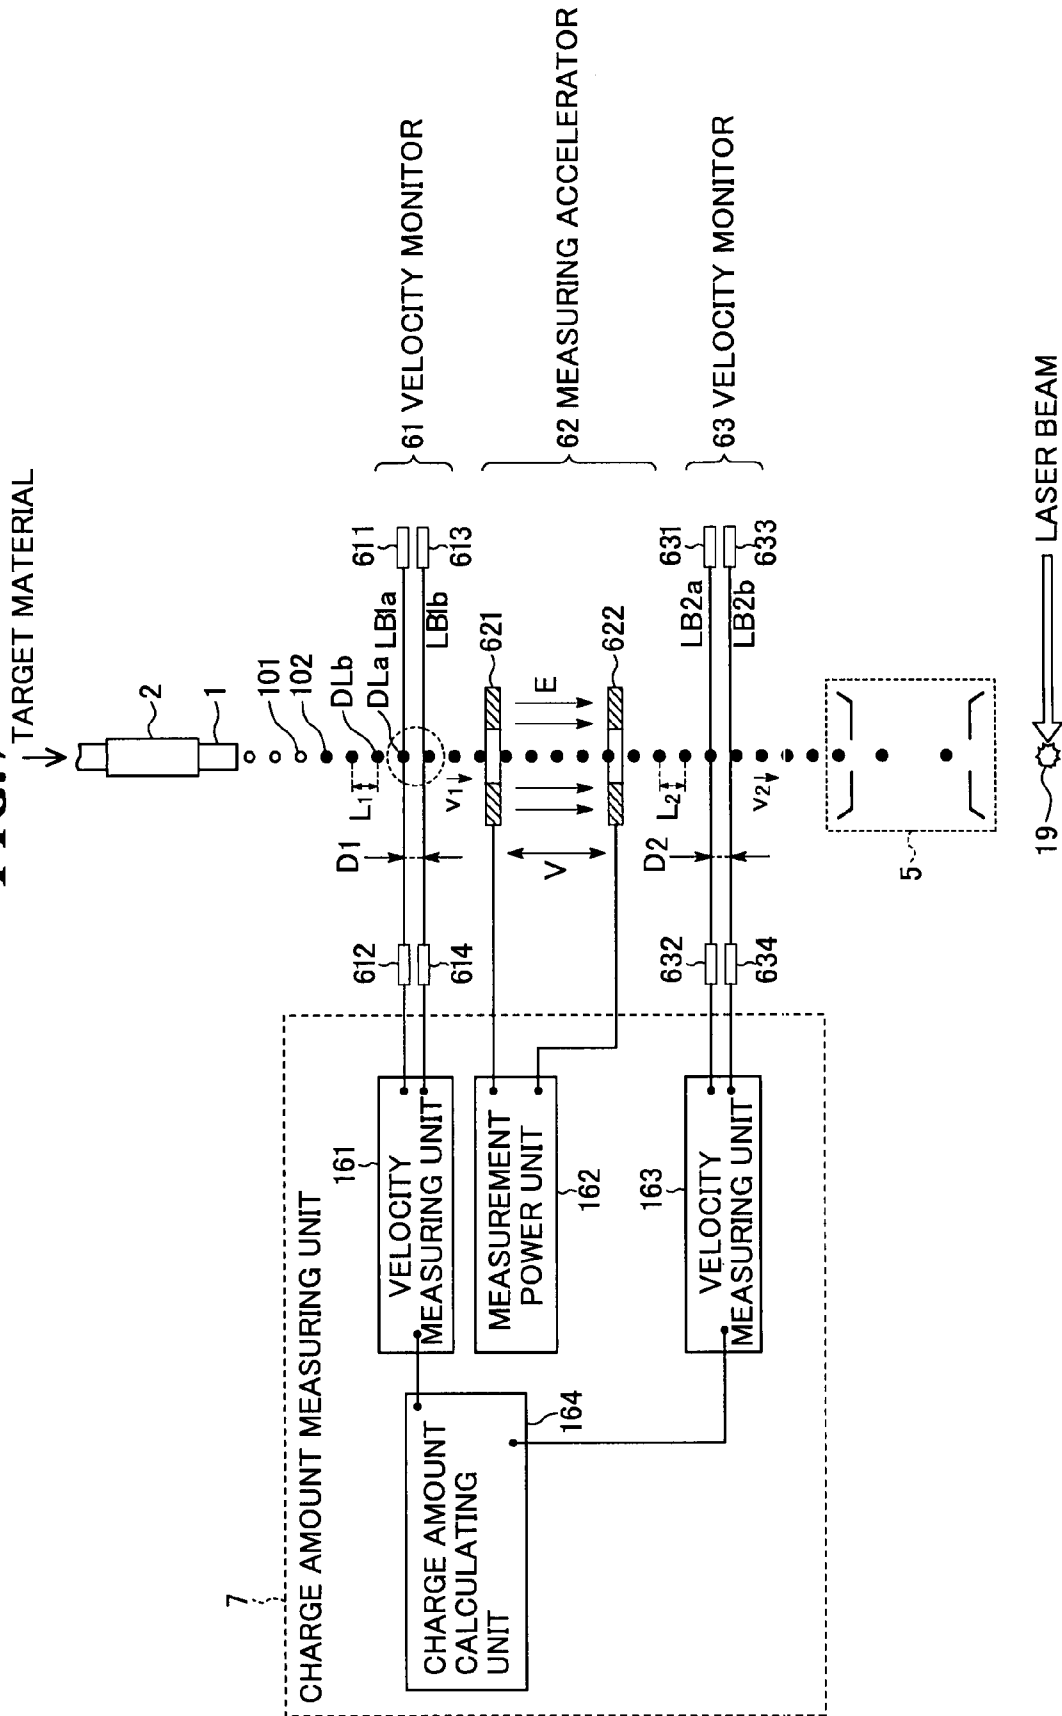 TARGET MATERIAL
2
1
101
102
DLb
DLa
L1
v1
611
613
LB1a
LB1b
61 VELOCITY MONITOR
D1
612
614
621
E
V
622
62 MEASURING ACCELERATOR
L2
v2
631
633
LB2a
LB2b
63 VELOCITY MONITOR
D2
632
634
5
19
LASER BEAM
7
CHARGE AMOUNT MEASURING UNIT
161
VELOCITY
MEASURING UNIT
MEASUREMENT
POWER UNIT
162
163
VELOCITY
MEASURING UNIT
164
CHARGE AMOUNT
CALCULATING
UNIT